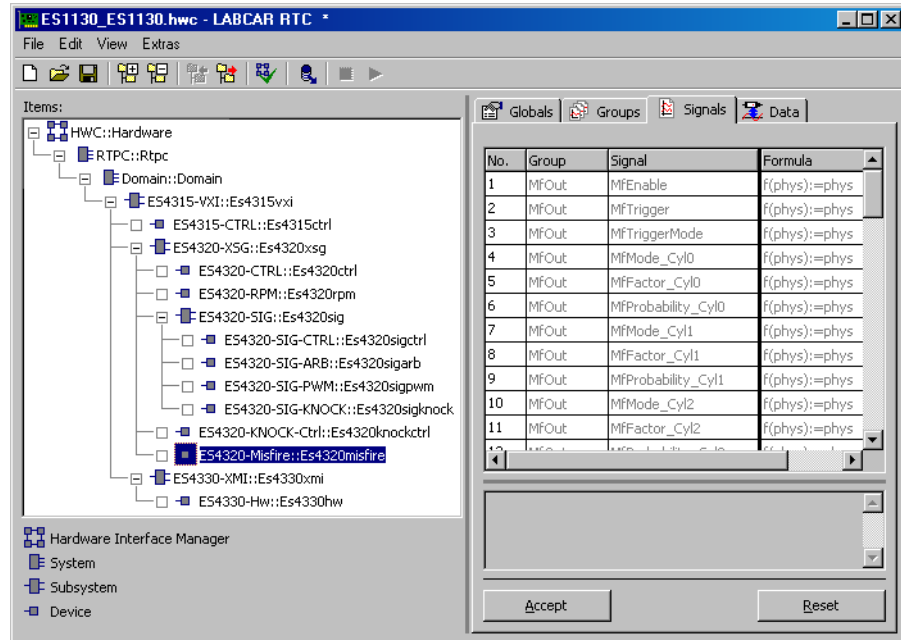 ES1130_ES1130.hwc - LABCAR RTC *
File Edit View Extras
Items:
HWC::Hardware
RTPC::Rtpc
Domain::Domain
ES4315-VXI::Es4315vxi
ES4315-CTRL::Es4315ctrl
ES4320-XSG::Es4320xsg
ES4320-CTRL::Es4320ctrl
ES4320-RPM::Es4320rpm
ES4320-SIG::Es4320sig
ES4320-SIG-CTRL::Es4320sigctrl
ES4320-SIG-ARB::Es4320sigarb
ES4320-SIG-PWM::Es4320sigpwm
ES4320-SIG-KNOCK::Es4320sigknock
ES4320-KNOCK-Ctrl::Es4320knockctrl
ES4320-Misfire::Es4320misfire
ES4330-XMI::Es4330xmi
ES4330-Hw::Es4330hw
Hardware Interface Manager
System
Subsystem
Device
Globals Groups Signals Data
No. Group Signal Formula
1 MfOut MfEnable f(phys):=phys
2 MfOut MfTrigger f(phys):=phys
3 MfOut MfTriggerMode f(phys):=phys
4 MfOut MfMode_Cyl0 f(phys):=phys
5 MfOut MfFactor_Cyl0 f(phys):=phys
6 MfOut MfProbability_Cyl0 f(phys):=phys
7 MfOut MfMode_Cyl1 f(phys):=phys
8 MfOut MfFactor_Cyl1 f(phys):=phys
9 MfOut MfProbability_Cyl1 f(phys):=phys
10 MfOut MfMode_Cyl2 f(phys):=phys
11 MfOut MfFactor_Cyl2 f(phys):=phys
Accept Reset